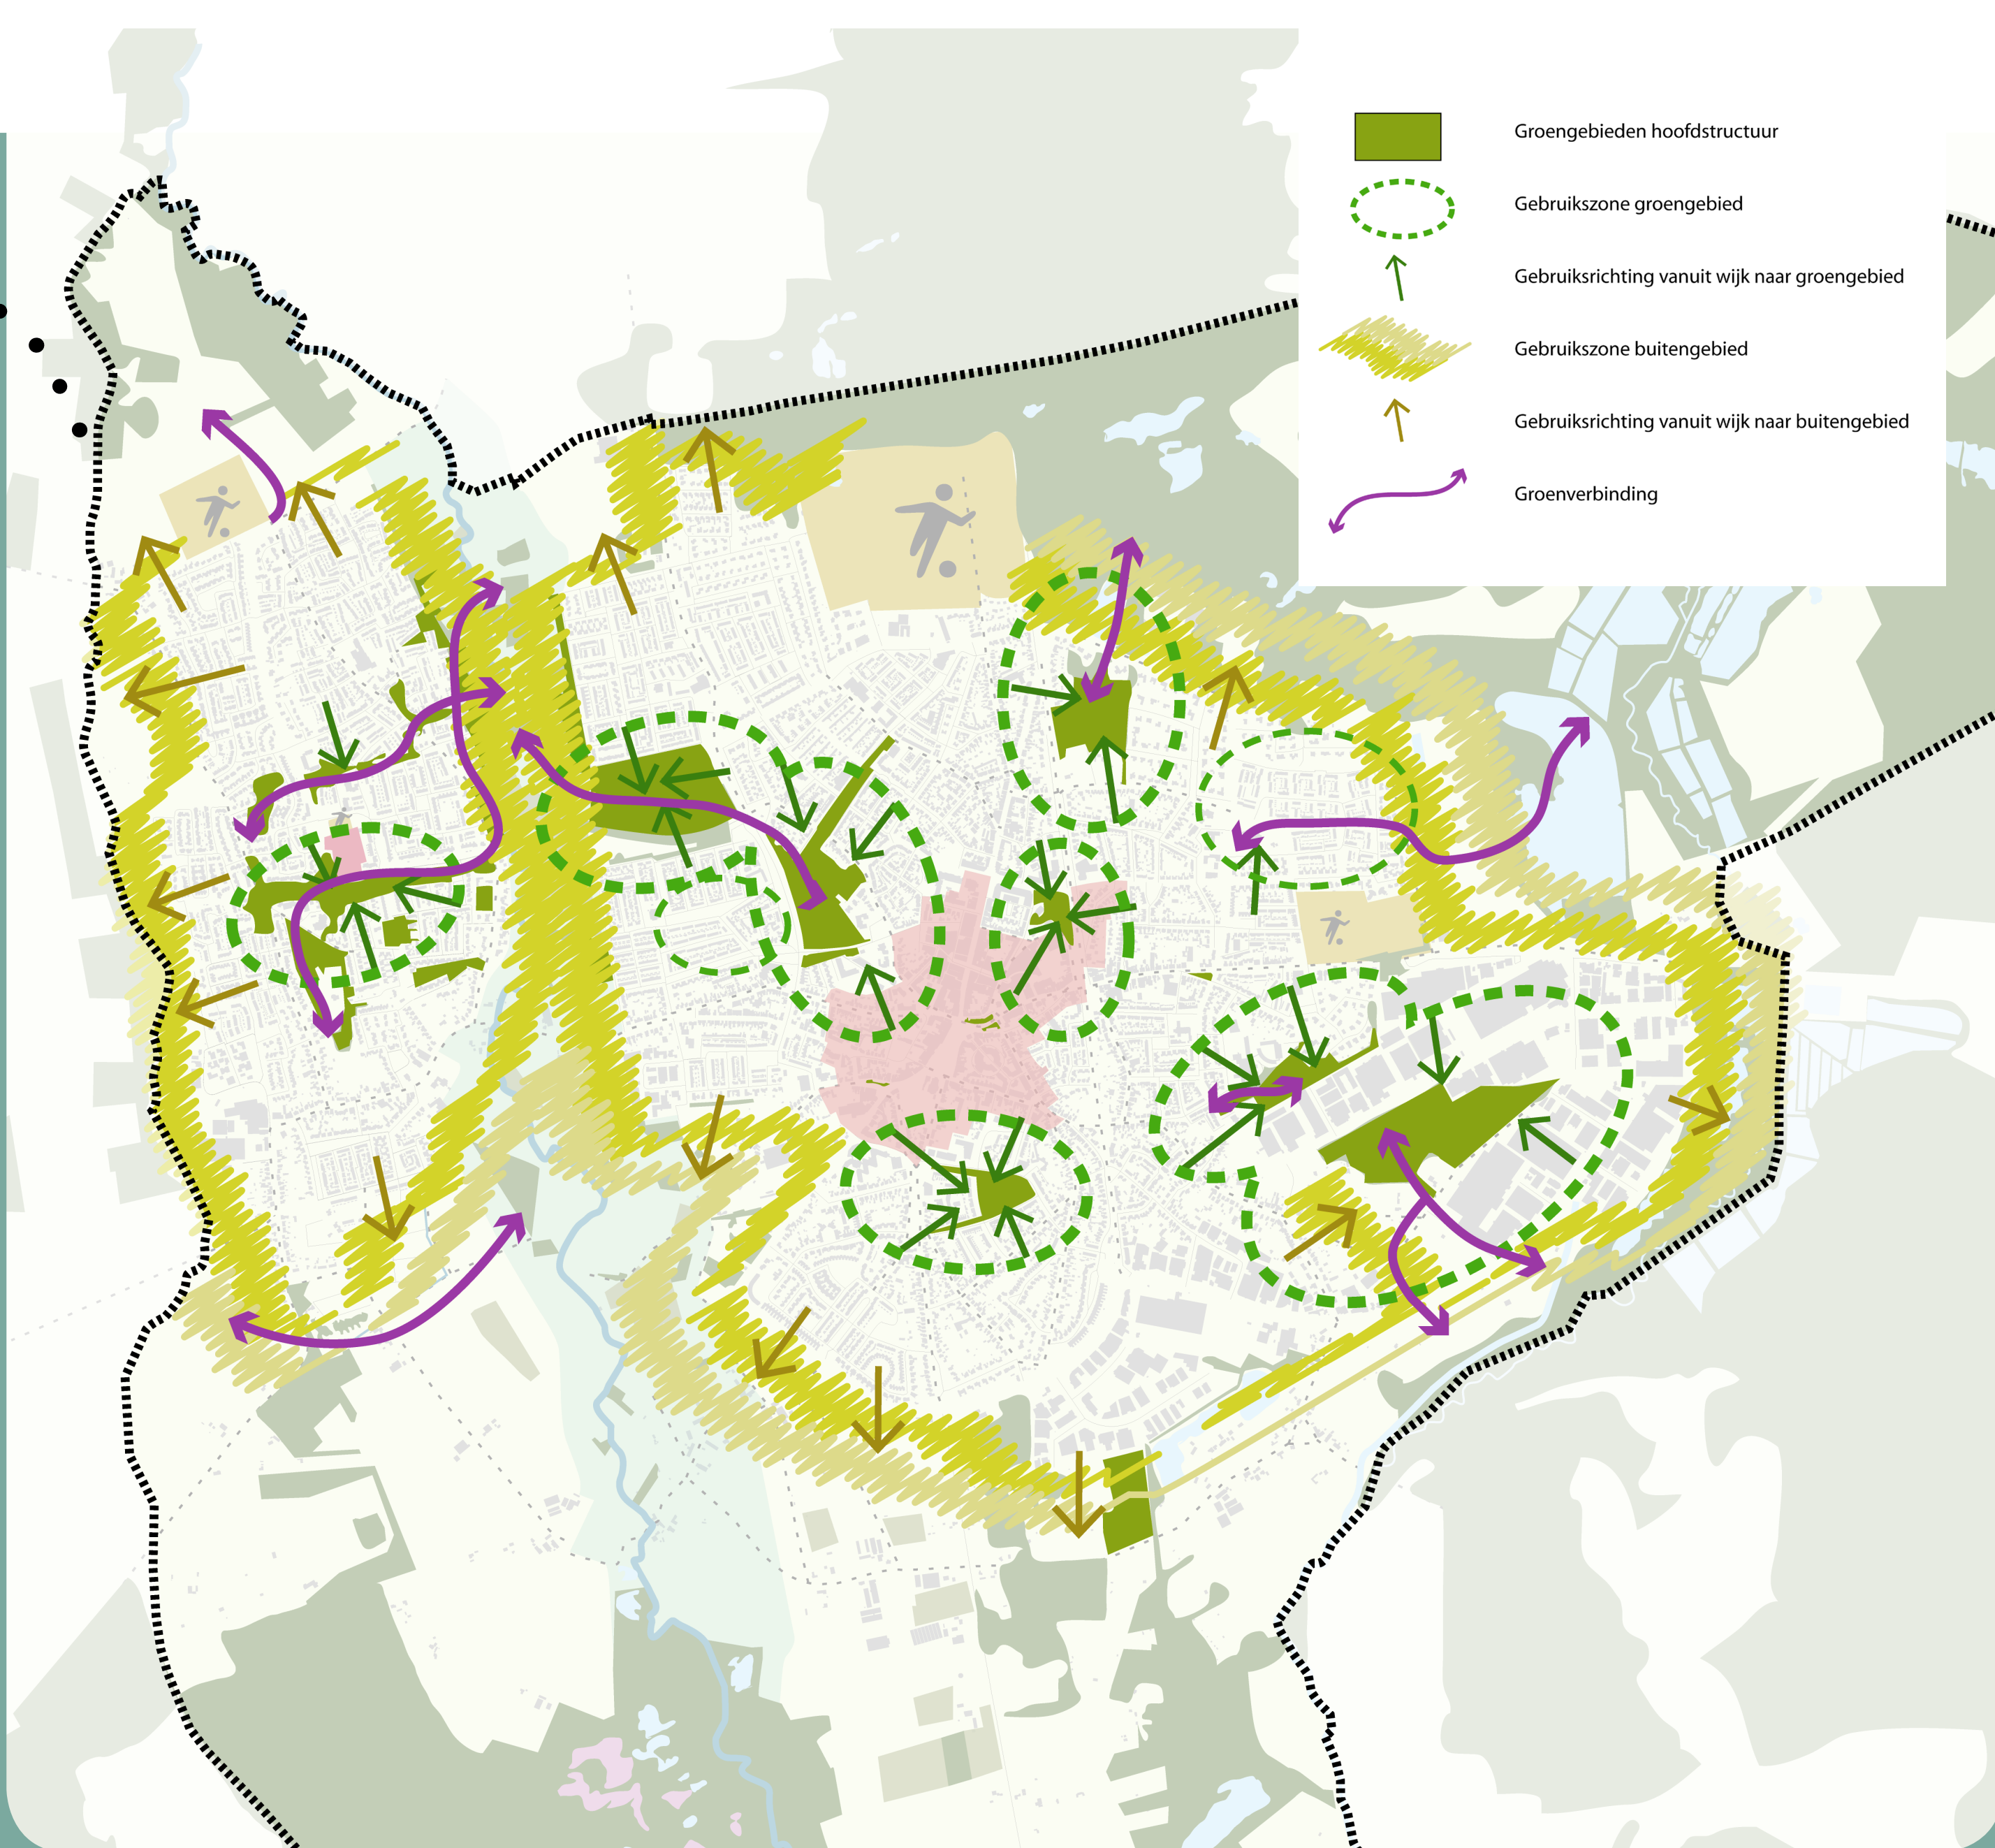 Groengebieden hoofdstructuur
Gebruikszone groengebied
Gebruiksrichting vanuit wijk naar groengebied
Gebruikszone buitengebied
Gebruiksrichting vanuit wijk naar buitengebied
Groenverbinding